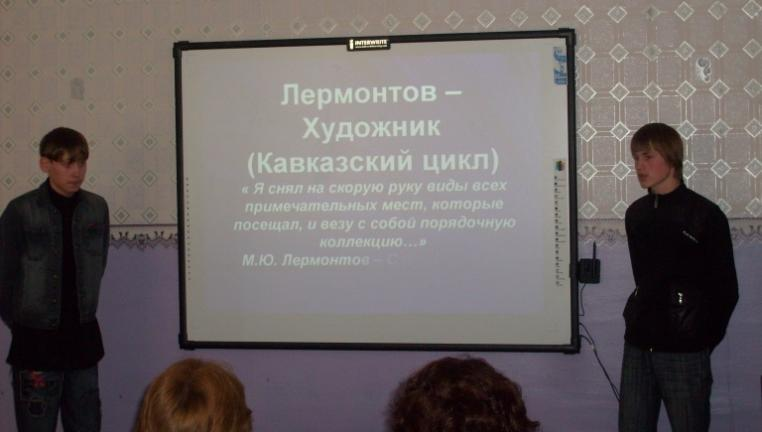 INTERWRITE
Лермонтов –
Художник
(Кавказский цикл)
« Я снял на скорую руку виды всех
примечательных мест, которые
посещал, и везу с собой порядочную
коллекцию…»
М.Ю. Лермонтов – С